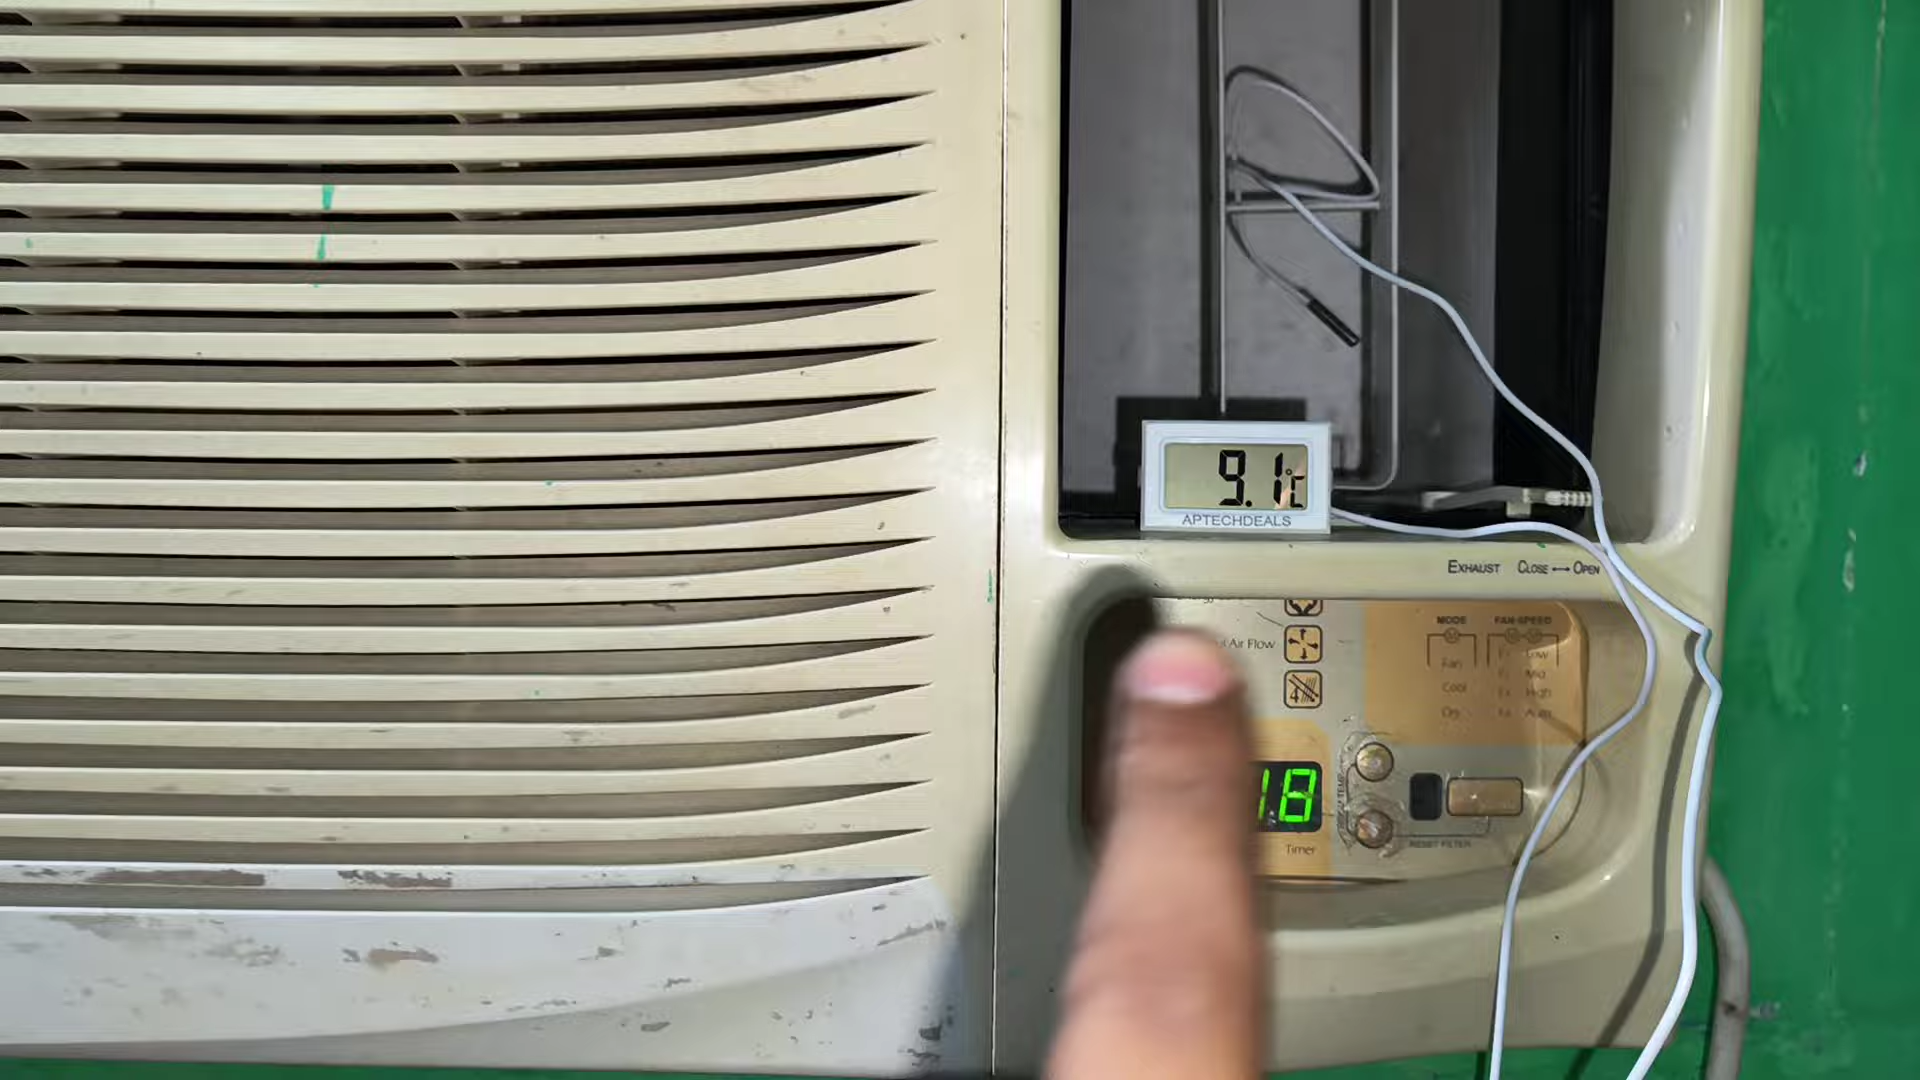 9.1°C
APTECHDEALS
EXHAUST CLOSE ↔ OPEN
Air Flow
MODE FAN-SPEED
Fan Low
Cool Mid
High
Dry Auto
18
Timer
RESET FILTER